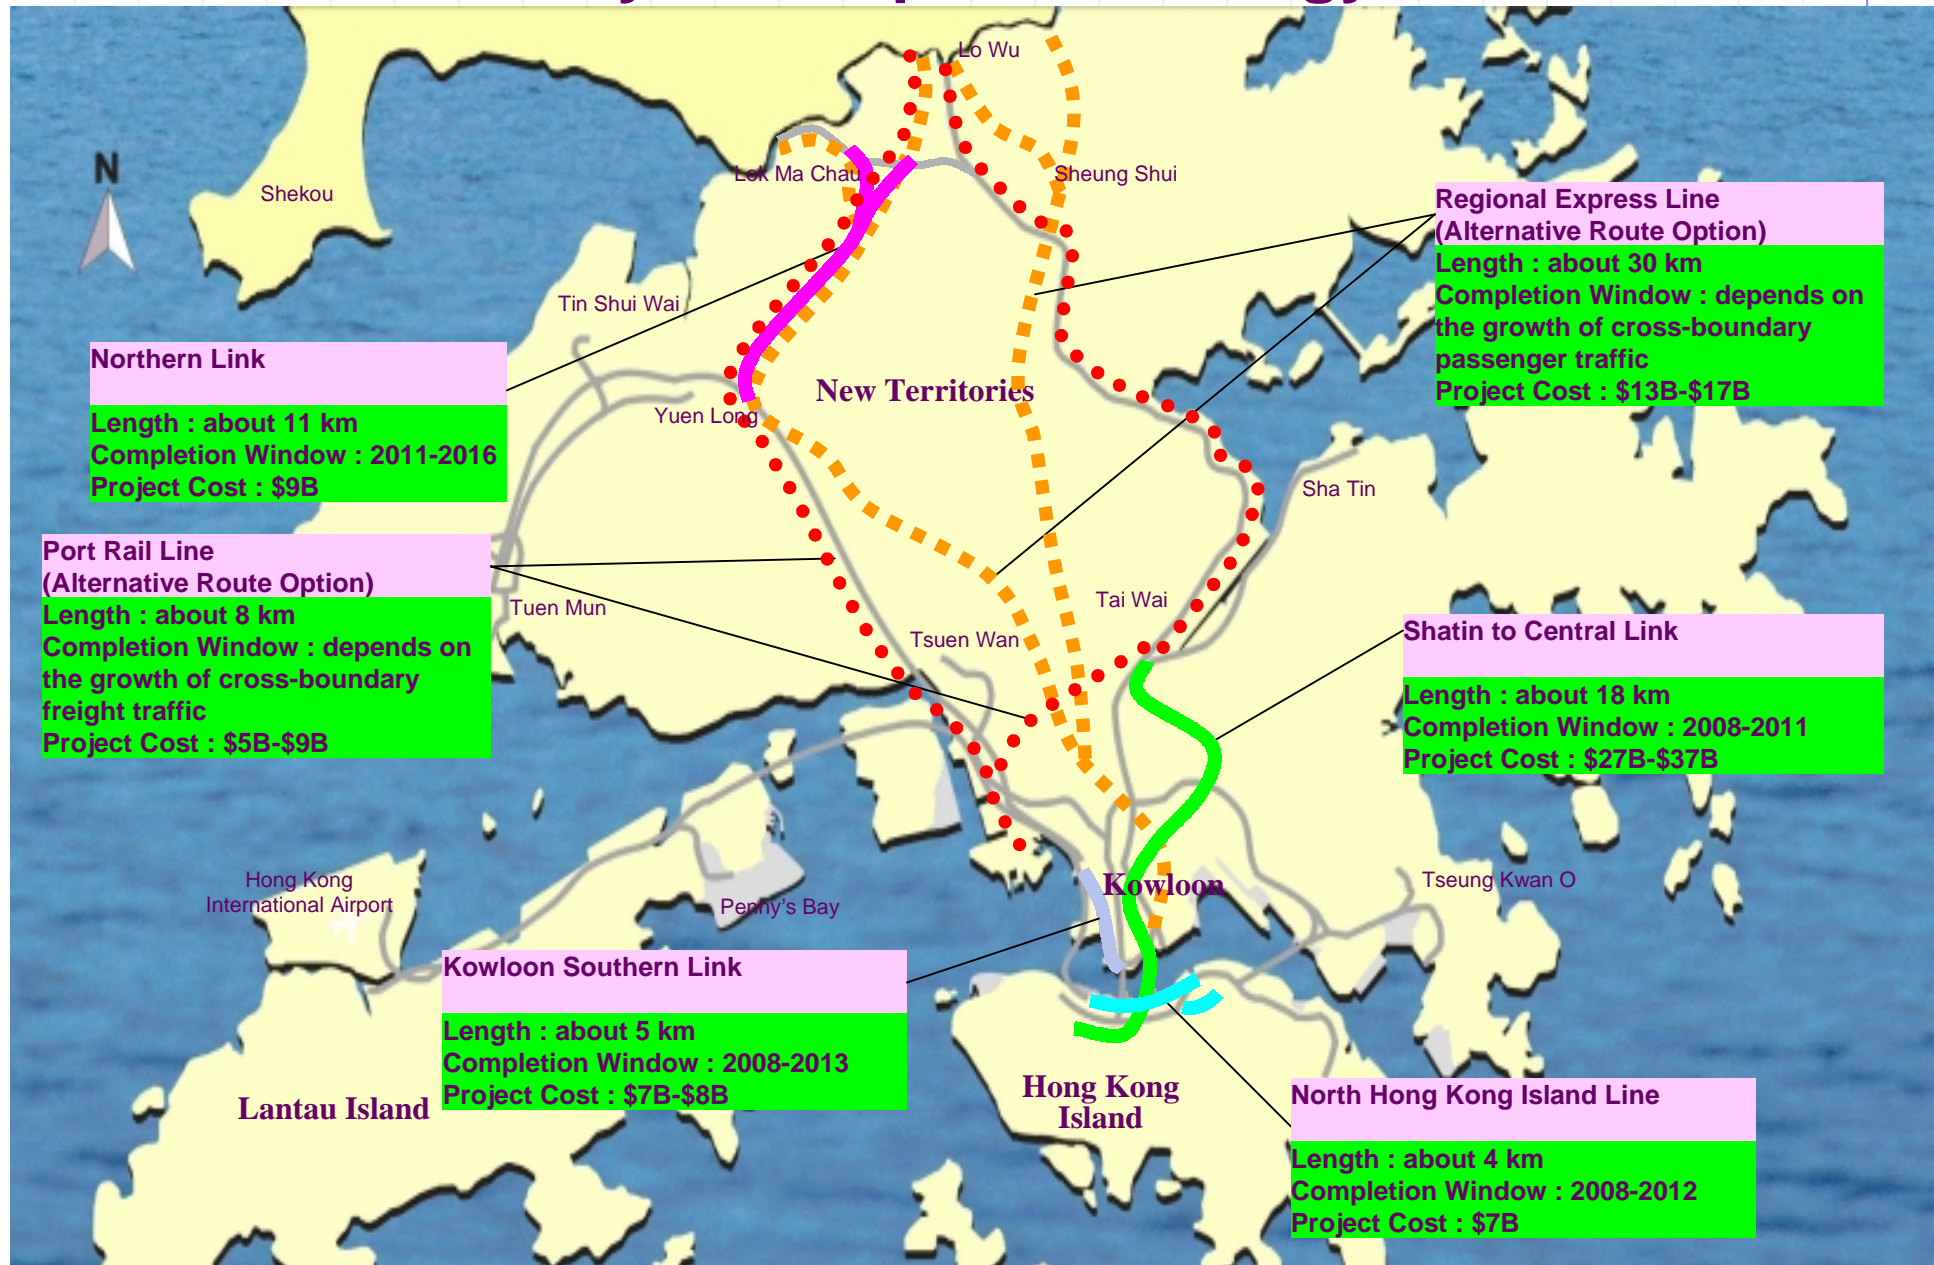 Lo Wu
N
Shekou
Lok Ma Chau
Sheung Shui
Regional Express Line
(Alternative Route Option)
Length : about 30 km
Completion Window : depends on
the growth of cross-boundary
passenger traffic
Project Cost : $13B-$17B
Tin Shui Wai
Northern Link
Length : about 11 km
Completion Window : 2011-2016
Project Cost : $9B
New Territories
Yuen Long
Sha Tin
Port Rail Line
(Alternative Route Option)
Length : about 8 km
Completion Window : depends on
the growth of cross-boundary
freight traffic
Project Cost : $5B-$9B
Tuen Mun
Tai Wai
Tsuen Wan
Shatin to Central Link
Length : about 18 km
Completion Window : 2008-2011
Project Cost : $27B-$37B
Hong Kong
International Airport
Penny's Bay
Kowloon
Tseung Kwan O
Kowloon Southern Link
Length : about 5 km
Completion Window : 2008-2013
Project Cost : $7B-$8B
Lantau Island
Hong Kong
Island
North Hong Kong Island Line
Length : about 4 km
Completion Window : 2008-2012
Project Cost : $7B